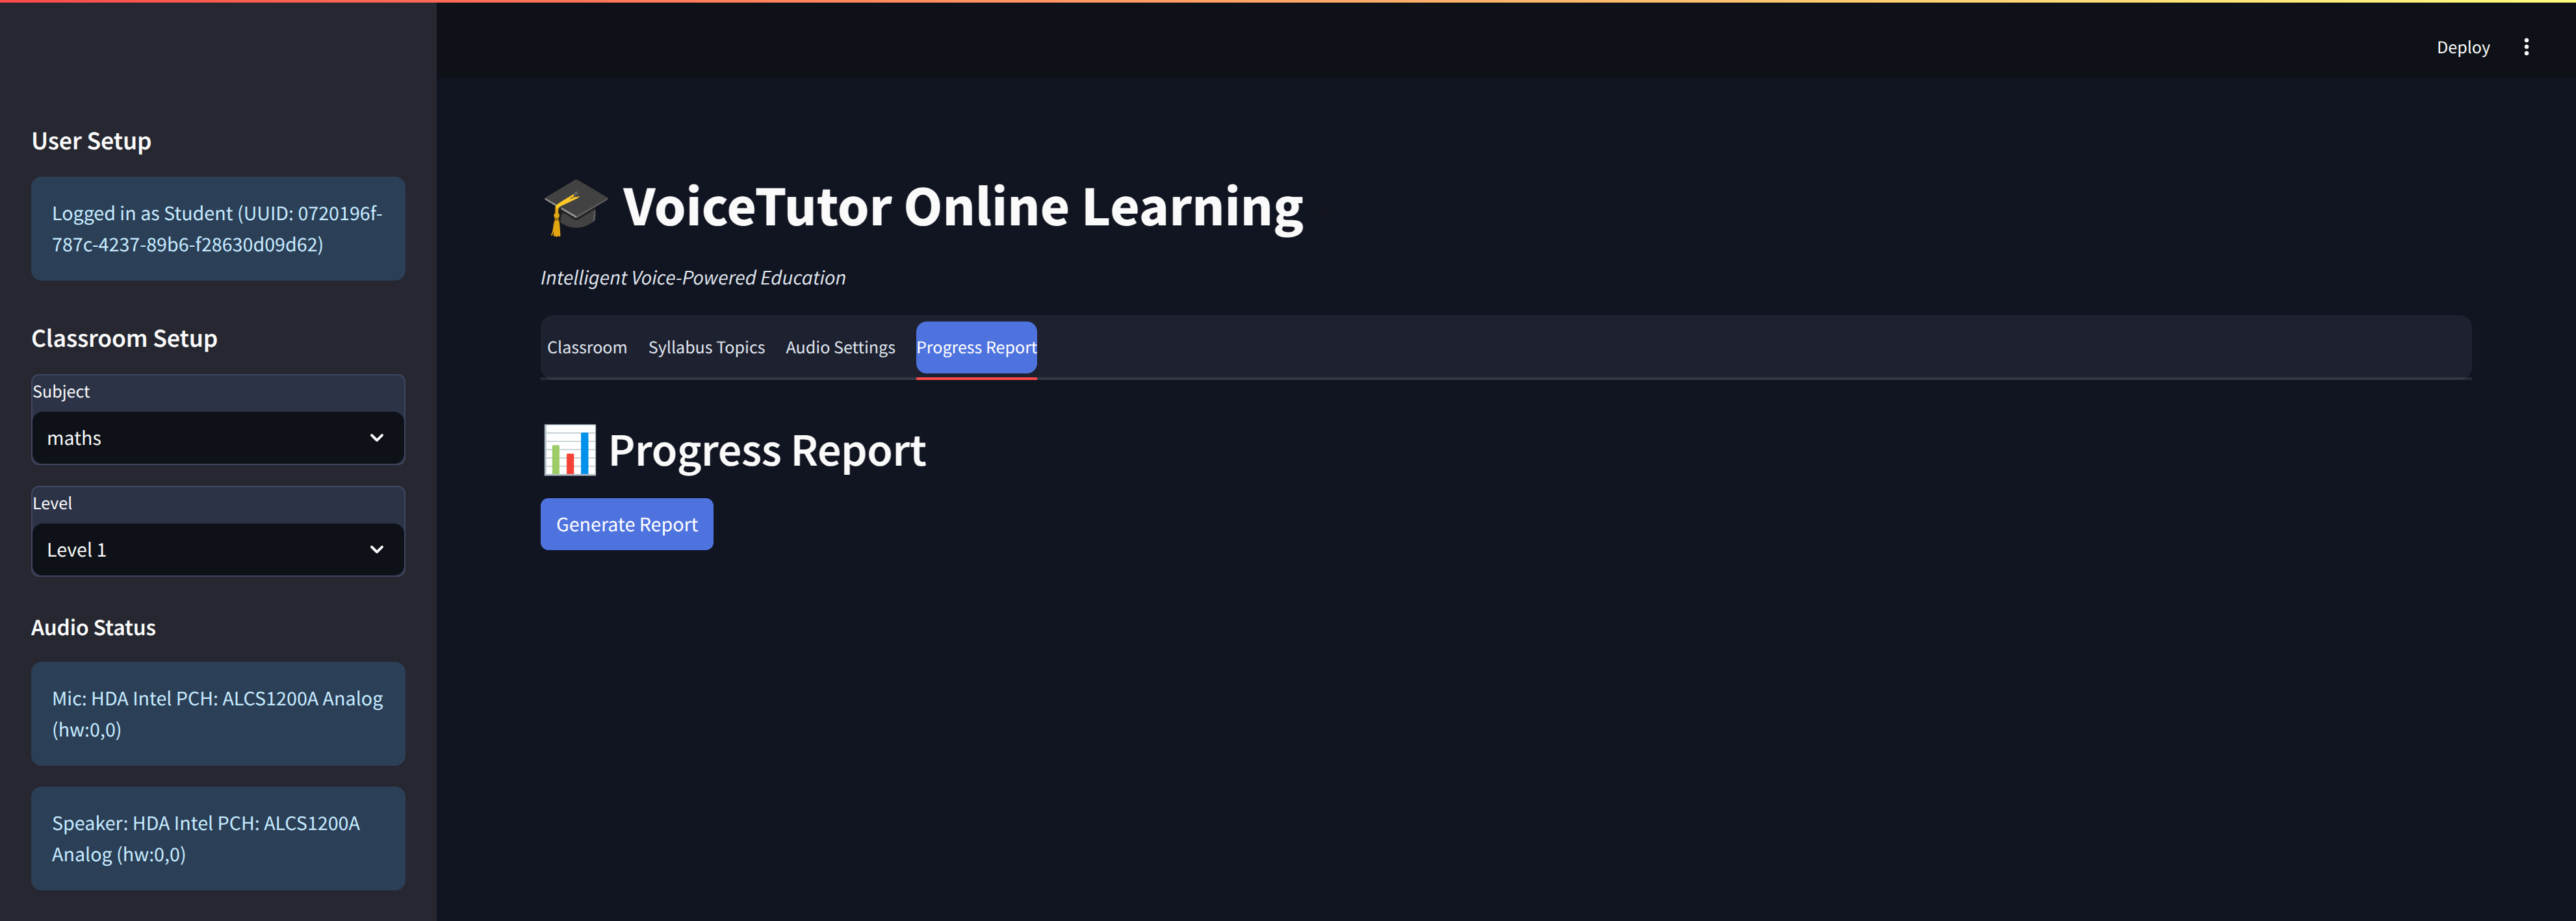 Deploy
User Setup
Logged in as Student (UUID: 0720196f-
787c-4237-89b6-f28630d09d62)
Classroom Setup
Subject
maths
Level
Level 1
Audio Status
Mic: HDA Intel PCH: ALCS1200A Analog
(hw:0,0)
Speaker: HDA Intel PCH: ALCS1200A
Analog (hw:0,0)
VoiceTutor Online Learning
Intelligent Voice-Powered Education
Classroom Syllabus Topics Audio Settings Progress Report
Progress Report
Generate Report